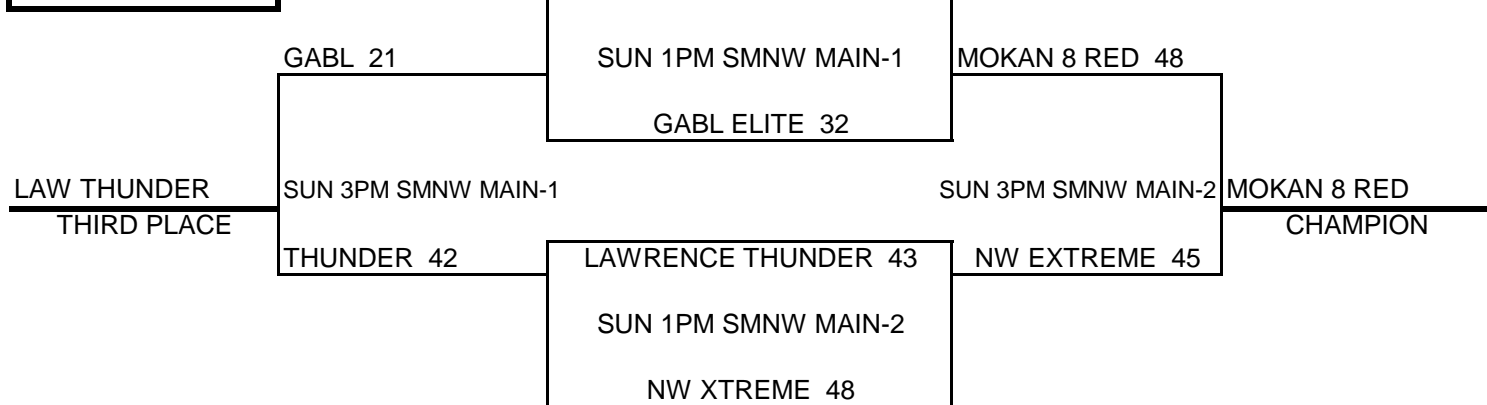 GABL 21 SUN 1PM SMNW MAIN-1 MOKAN 8 RED 48
GABL ELITE 32
LAW THUNDER SUN 3PM SMNW MAIN-1 SUN 3PM SMNW MAIN-2 MOKAN 8 RED
THIRD PLACE CHAMPION
THUNDER 42 LAWRENCE THUNDER 43 NW EXTREME 45
SUN 1PM SMNW MAIN-2
NW XTREME 48